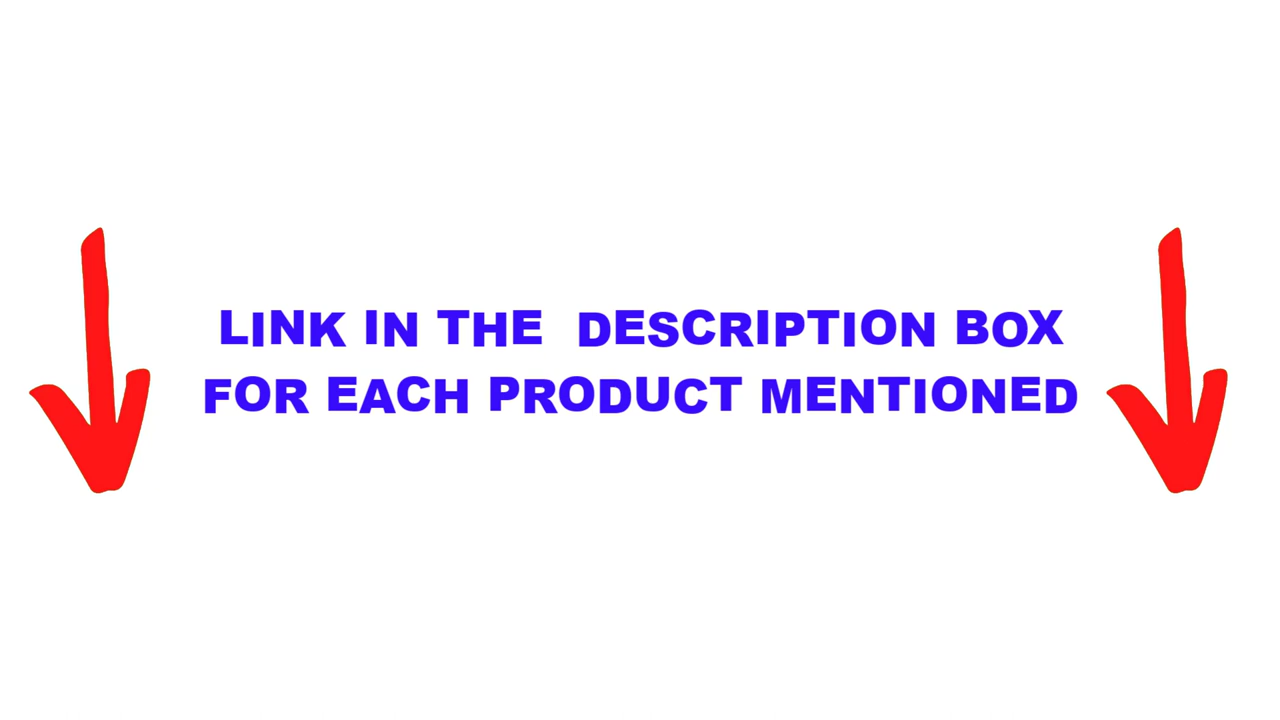 LINK IN THE  DESCRIPTION BOX
FOR EACH PRODUCT MENTIONED